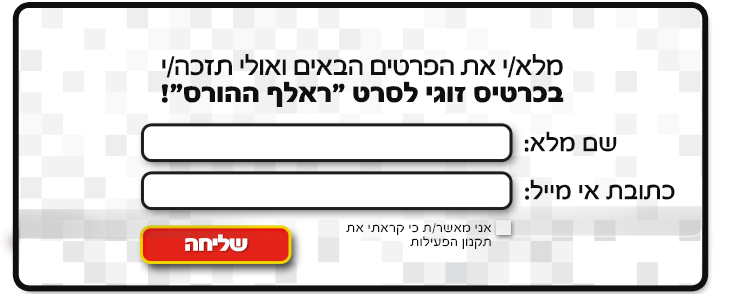 מלא/י את הפרטים הבאים ואולי תזכה/י
בכרטיס זוגי לסרט "ראלף ההורס"!
שם מלא:
כתובת אי מייל:
אני מאשר/ת כי קראתי את
תקנון הפעילות
שליחה